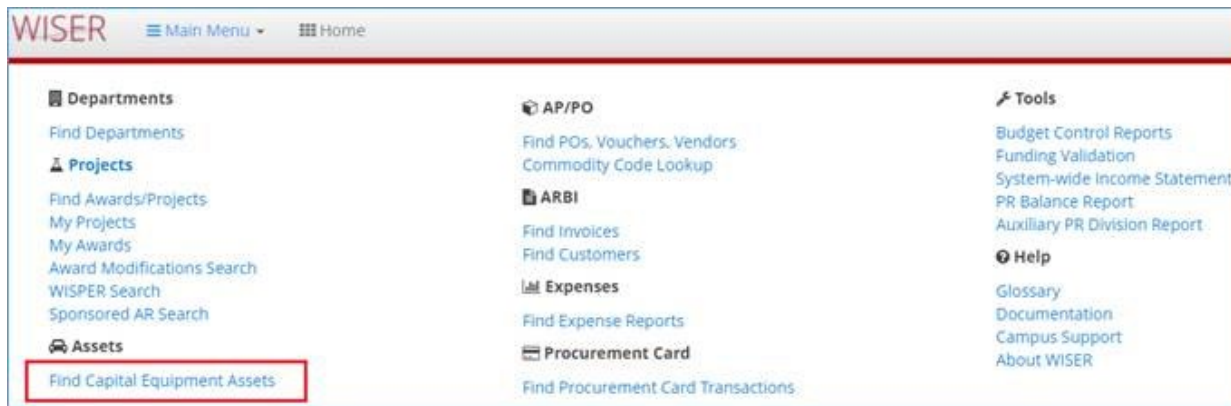 WISER Main Menu Home
Departments
Find Departments
Projects
Find Awards/Projects
My Projects
My Awards
Award Modifications Search
WISPER Search
Sponsored AR Search
Assets
Find Capital Equipment Assets
AP/PO
Find POs, Vouchers, Vendors
Commodity Code Lookup
ARBI
Find Invoices
Find Customers
Expenses
Find Expense Reports
Procurement Card
Find Procurement Card Transactions
Tools
Budget Control Reports
Funding Validation
System-wide Income Statement
PR Balance Report
Auxiliary PR Division Report
Help
Glossary
Documentation
Campus Support
About WISER